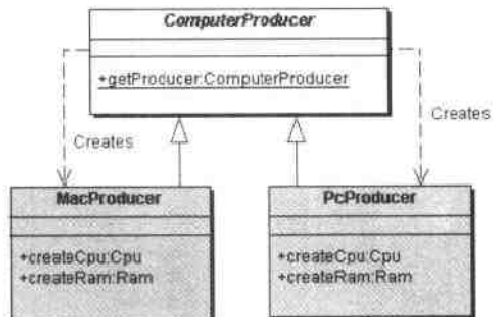 ComputerProducer
+getProducer:ComputerProducer
Creates
Creates
MacProducer
+createCpu:Cpu
+createRam:Ram
PcProducer
+createCpu:Cpu
+createRam:Ram